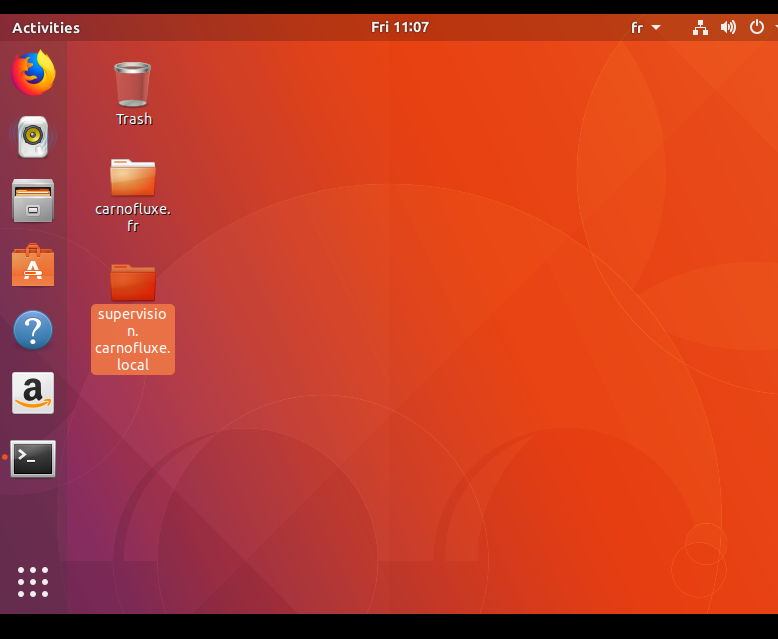 Activities
Fri 11:07
fr
Trash
carnofluxe.
fr
supervisio
n.
carnofluxe.
local